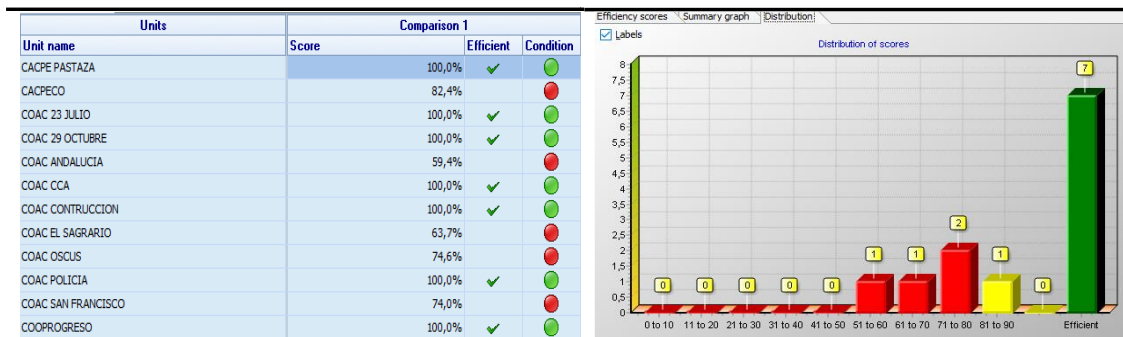 Units Comparison 1
Unit name Score Efficient Condition
CACPE PASTAZA 100,0%
CACPECO 82,4%
COAC 23 JULIO 100,0%
COAC 29 OCTUBRE 100,0%
COAC ANDALUCIA 59,4%
COAC CCA 100,0%
COAC CONTRUCCION 100,0%
COAC EL SAGRARIO 63,7%
COAC OSCUS 74,6%
COAC POLICIA 100,0%
COAC SAN FRANCISCO 74,0%
COOPROGRESO 100,0%
Efficiency scores Summary graph Distribution
Labels
Distribution of scores
8
7,5
7
6,5
6
5,5
5
4,5
4
3,5
3
2,5
2
1,5
1
0,5
0
0 0 0 0 0 1 1 2 1 0 7
0 to 10 11 to 20 21 to 30 31 to 40 41 to 50 51 to 60 61 to 70 71 to 80 81 to 90 Efficient